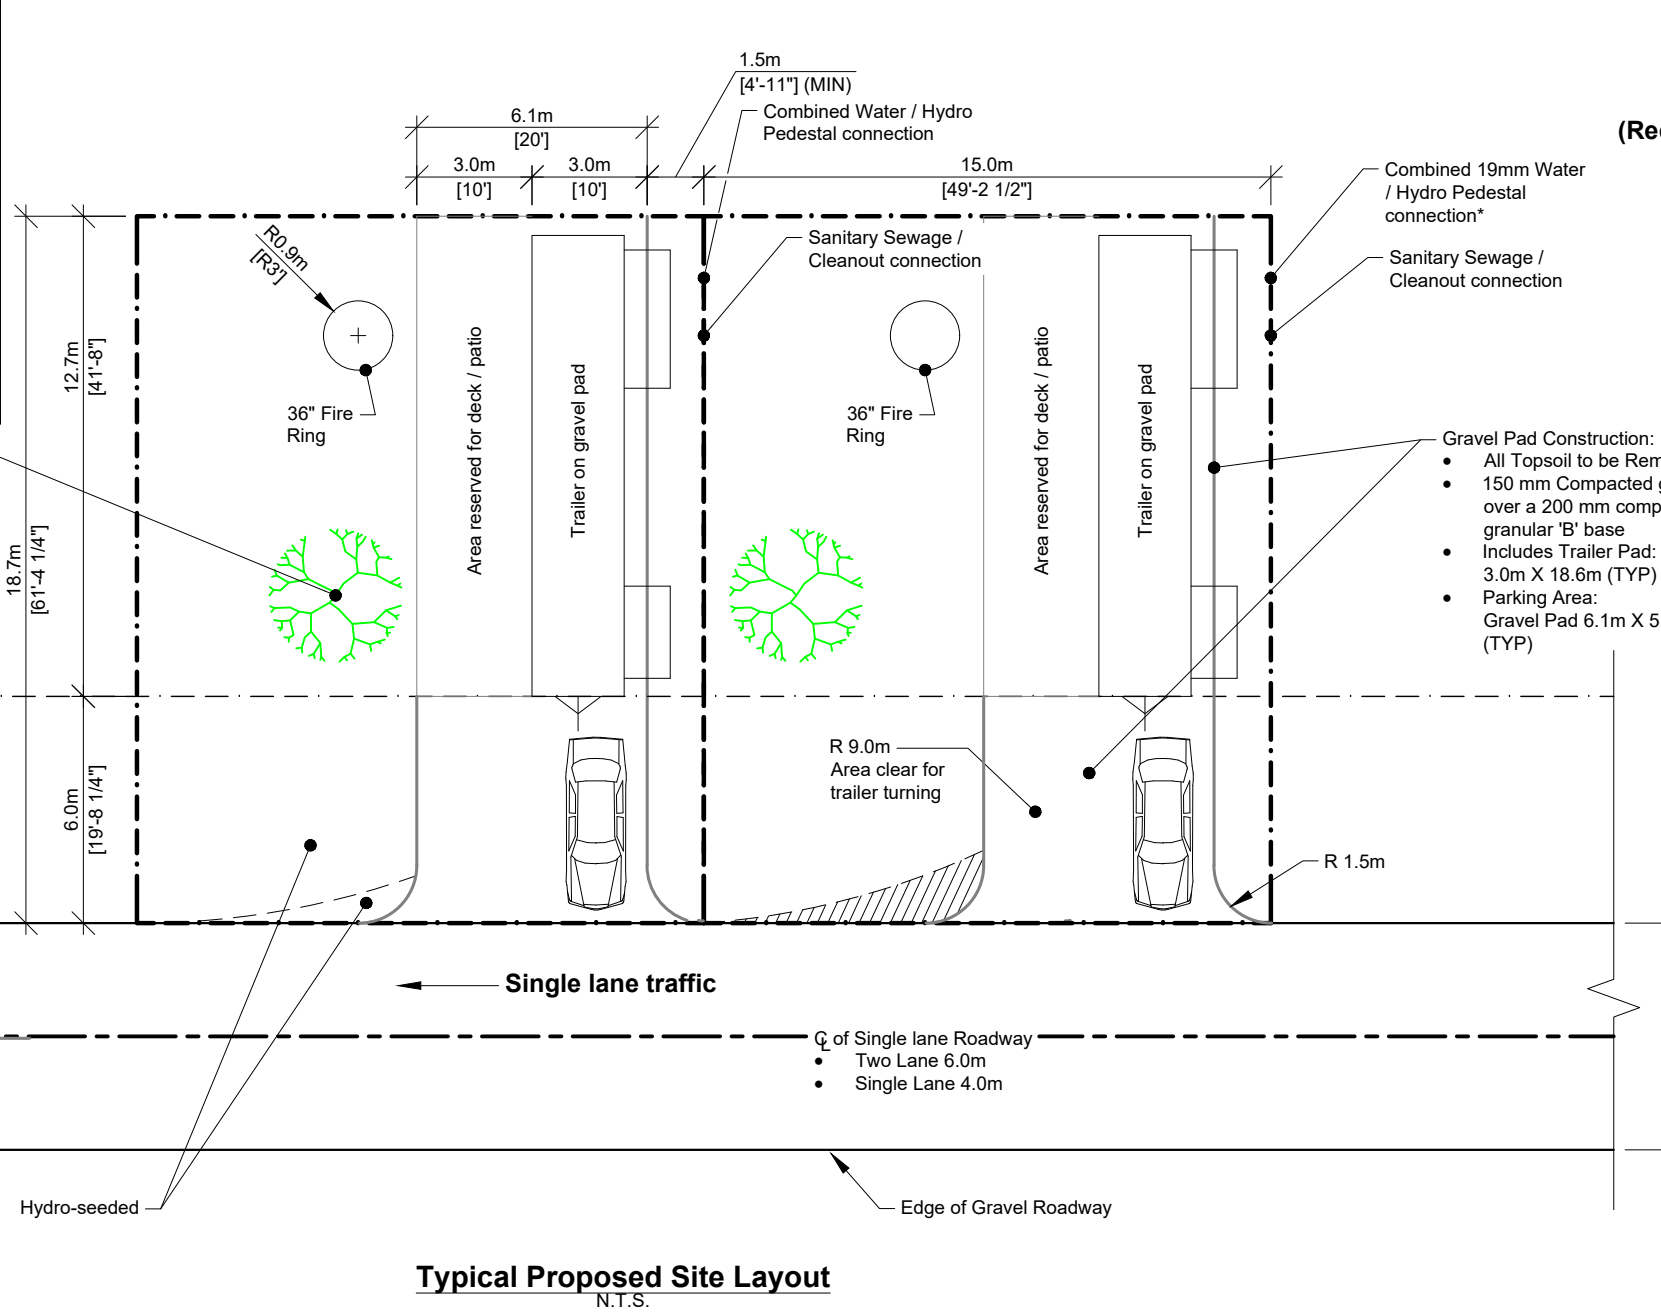 1.5m
[4'-11"] (MIN)
Combined Water / Hydro
Pedestal connection
6.1m
[20']
3.0m
[10']
3.0m
[10']
15.0m
[49'-2 1/2"]
Combined 19mm Water
/ Hydro Pedestal
connection*
Sanitary Sewage /
Cleanout connection
Sanitary Sewage /
Cleanout connection
R0.9m
[R3']
36" Fire
Ring
36" Fire
Ring
12.7m
[41'-8"]
18.7m
[61'-4 1/4"]
6.0m
[19'-8 1/4"]
Area reserved for deck / patio
Trailer on gravel pad
Area reserved for deck / patio
Trailer on gravel pad
Gravel Pad Construction:
• All Topsoil to be
• 150 mm Compacted
over a 200 mm
granular 'B' base
• Includes Trailer Pad:
3.0m X 18.6m (TYP)
• Parking Area:
Gravel Pad 6.1m X
(TYP)
R 9.0m
Area clear for
trailer turning
R 1.5m
Single lane traffic
℄ of Single lane Roadway
• Two Lane 6.0m
• Single Lane 4.0m
Hydro-seeded
Edge of Gravel Roadway
Typical Proposed Site Layout
N.T.S.